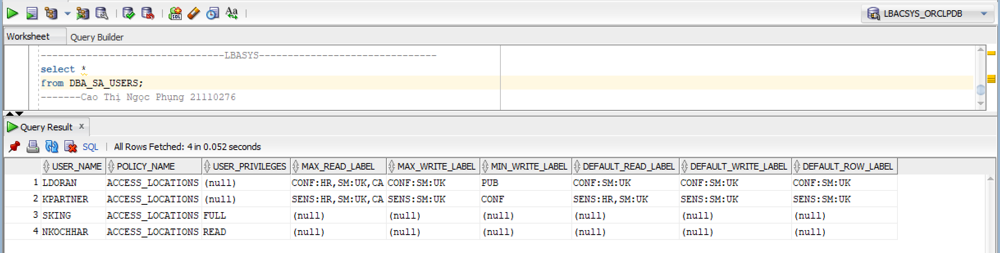 LBACSYS_ORCLPDB
Worksheet Query Builder
--------------------------------LBASYS-------------------------------
select *
from DBA_SA_USERS;
-------Cao Thị Ngọc Phụng 21110276
Query Result x
SQL | All Rows Fetched: 4 in 0.052 seconds
USER_NAME POLICY_NAME USER_PRIVILEGES MAX_READ_LABEL MAX_WRITE_LABEL MIN_WRITE_LABEL DEFAULT_READ_LABEL DEFAULT_WRITE_LABEL DEFAULT_ROW_LABEL
1 LDORAN ACCESS_LOCATIONS (null) CONF:HR,SM:UK,CA CONF:SM:UK PUB CONF:SM:UK CONF:SM:UK CONF:SM:UK
2 KPARTNER ACCESS_LOCATIONS (null) SENS:HR,SM:UK,CA SENS:SM:UK CONF SENS:HR,SM:UK SENS:SM:UK SENS:SM:UK
3 SKING ACCESS_LOCATIONS FULL (null) (null) (null) (null) (null) (null)
4 NKOCHHAR ACCESS_LOCATIONS READ (null) (null) (null) (null) (null) (null)